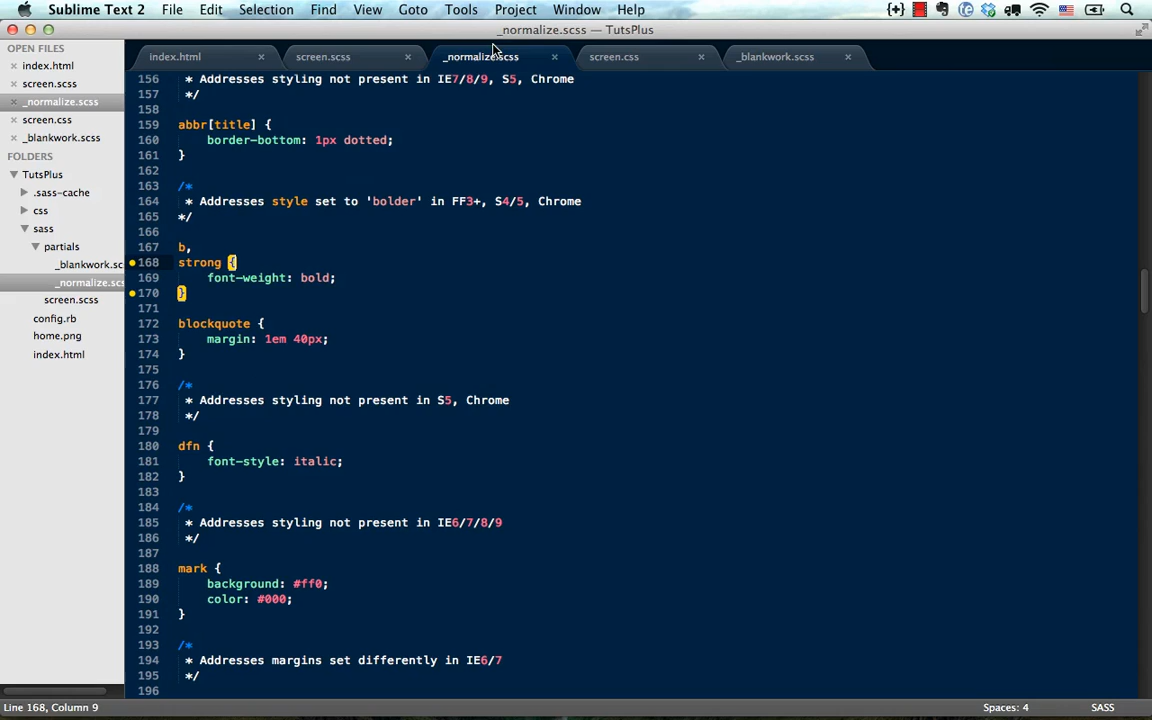 Sublime Text 2 File Edit Selection Find View Goto Tools Project Window Help
_normalize.scss — TutsPlus
OPEN FILES
index.html
screen.scss
_normalize.scss
screen.css
_blankwork.scss
FOLDERS
TutsPlus
.sass-cache
css
sass
partials
_blankwork.sc
_normalize.scs
screen.scss
config.rb
home.png
index.html
index.html screen.scss _normalize.scss screen.css _blankwork.scss
156 * Addresses styling not present in IE7/8/9, S5, Chrome
157 */
158
159 abbr[title] {
160 border-bottom: 1px dotted;
161 }
162
163 /*
164 * Addresses style set to 'bolder' in FF3+, S4/5, Chrome
165 */
166
167 b,
168 strong {
169 font-weight: bold;
170 }
171
172 blockquote {
173 margin: 1em 40px;
174 }
175
176 /*
177 * Addresses styling not present in S5, Chrome
178 */
179
180 dfn {
181 font-style: italic;
182 }
183
184 /*
185 * Addresses styling not present in IE6/7/8/9
186 */
187
188 mark {
189 background: #ff0;
190 color: #000;
191 }
192
193 /*
194 * Addresses margins set differently in IE6/7
195 */
196
Line 168, Column 9 Spaces: 4 SASS